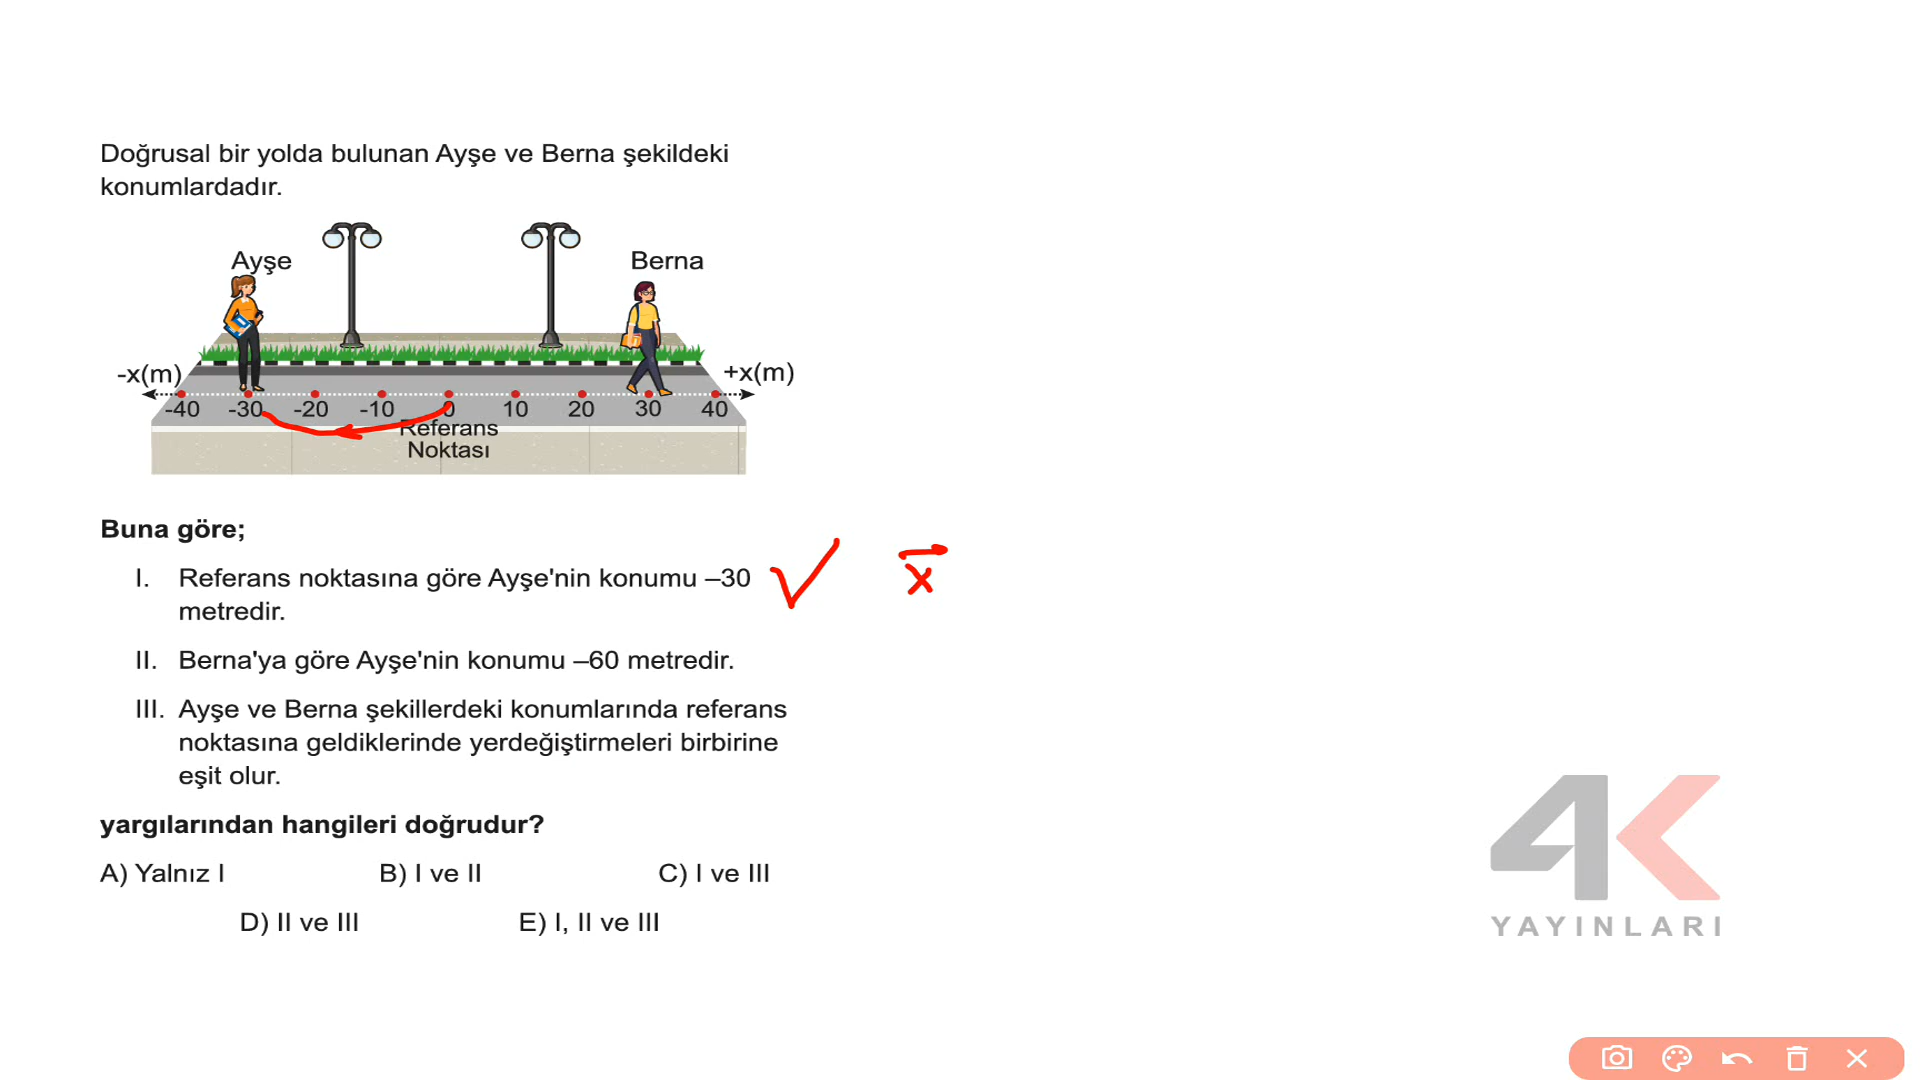 Doğrusal bir yolda bulunan Ayşe ve Berna şekildeki
konumlardadır.
Ayşe
Berna
-x(m)
+x(m)
-40 -30 -20 -10 0 10 20 30 40
Referans
Noktası
Buna göre;
I. Referans noktasına göre Ayşe'nin konumu –30
metredir.
x
II. Berna'ya göre Ayşe'nin konumu –60 metredir.
III. Ayşe ve Berna şekillerdeki konumlarında referans
noktasına geldiklerinde yerdeğiştirmeleri birbirine
eşit olur.
yargılarından hangileri doğrudur?
A) Yalnız I B) I ve II C) I ve III
D) II ve III E) I, II ve III
4K
YAYINLARI